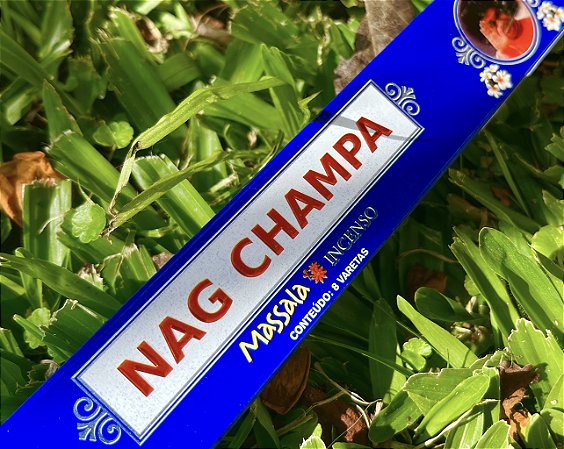 NAG CHAMPA
Massala INCENSO
CONTEÚDO: 8 VARETAS